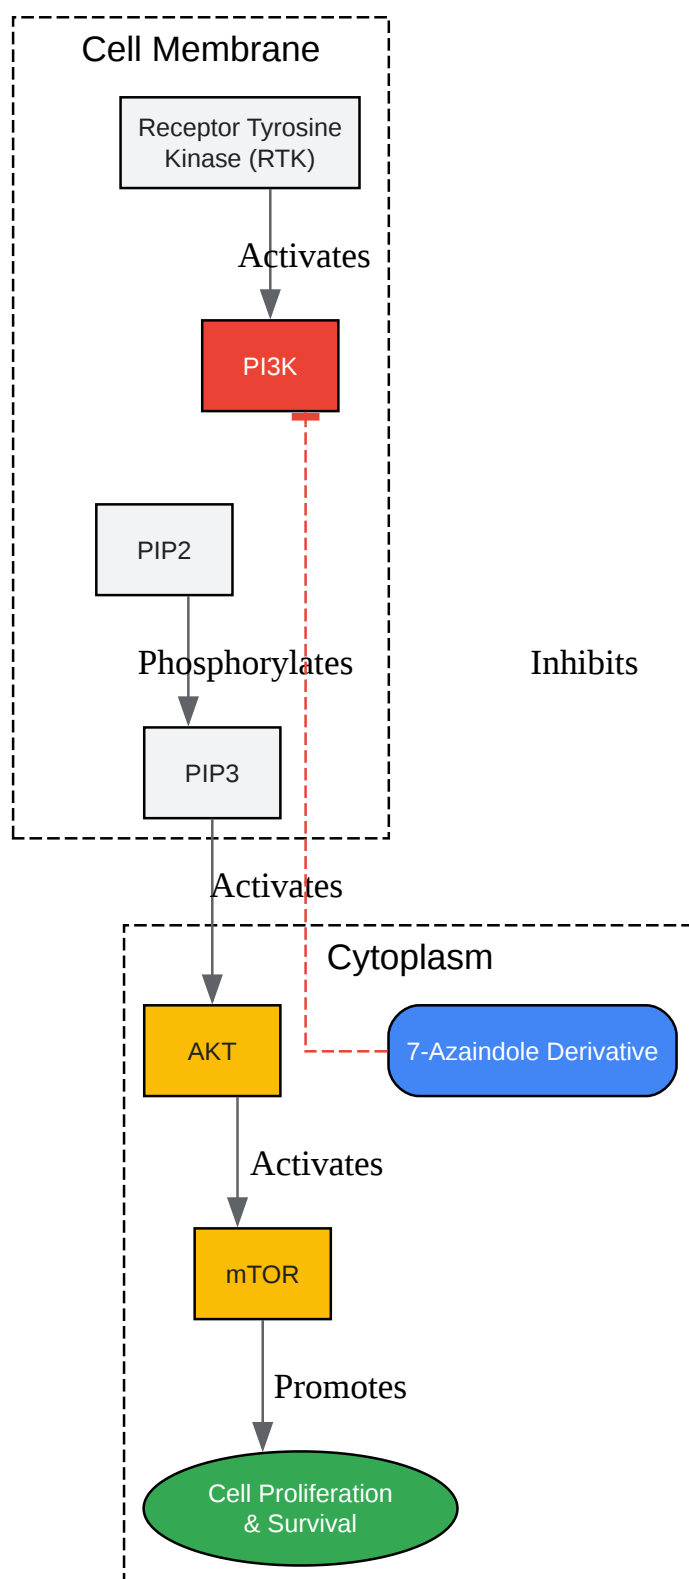 Cell Membrane
Receptor Tyrosine
Kinase (RTK)
Activates
PI3K
PIP2
Phosphorylates
Inhibits
PIP3
Activates
Cytoplasm
AKT
7-Azaindole Derivative
Activates
mTOR
Promotes
Cell Proliferation
& Survival